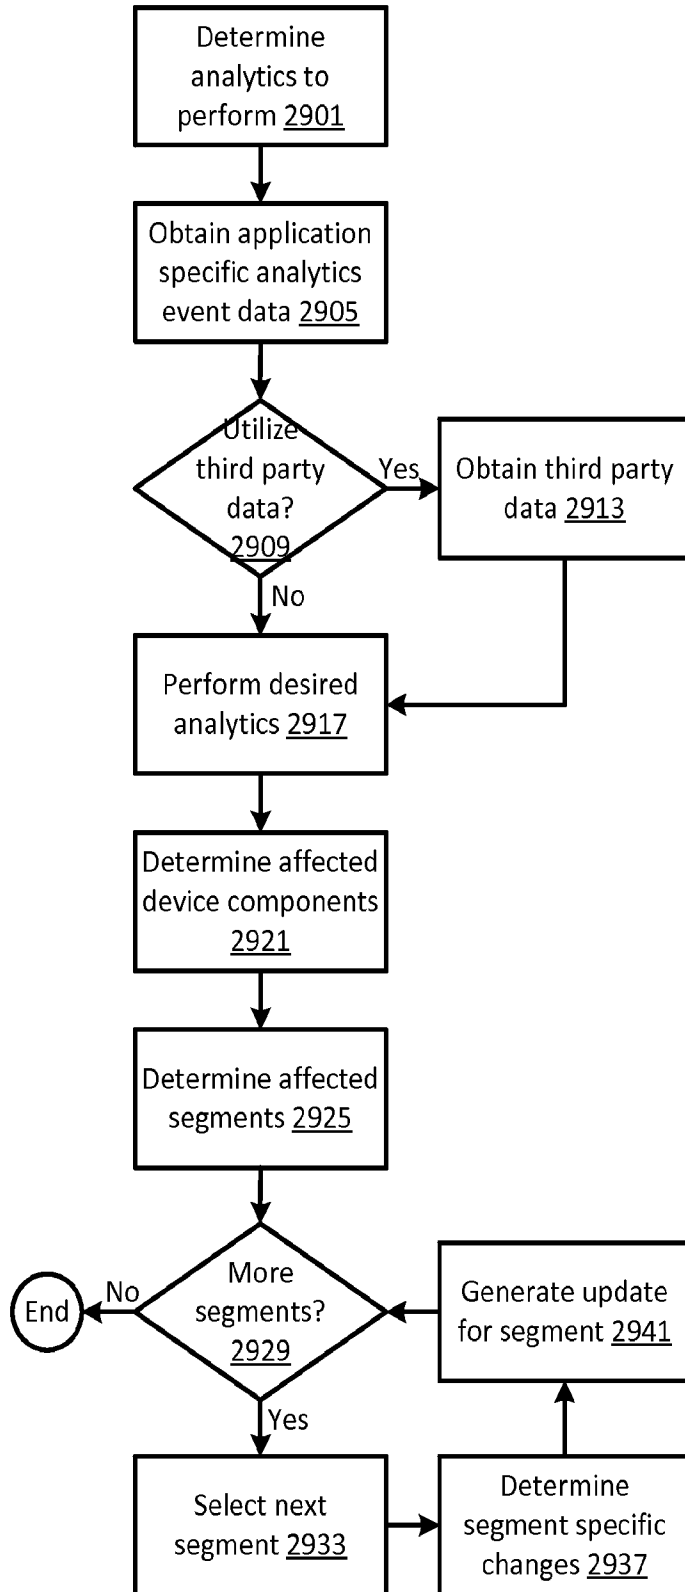 Determine
analytics to
perform 2901
Obtain application
specific analytics
event data 2905
Utilize
third party
data?
2909
Yes
Obtain third party
data 2913
No
Perform desired
analytics 2917
Determine affected
device components
2921
Determine affected
segments 2925
More
segments?
2929
No
End
Generate update
for segment 2941
Yes
Select next
segment 2933
Determine
segment specific
changes 2937